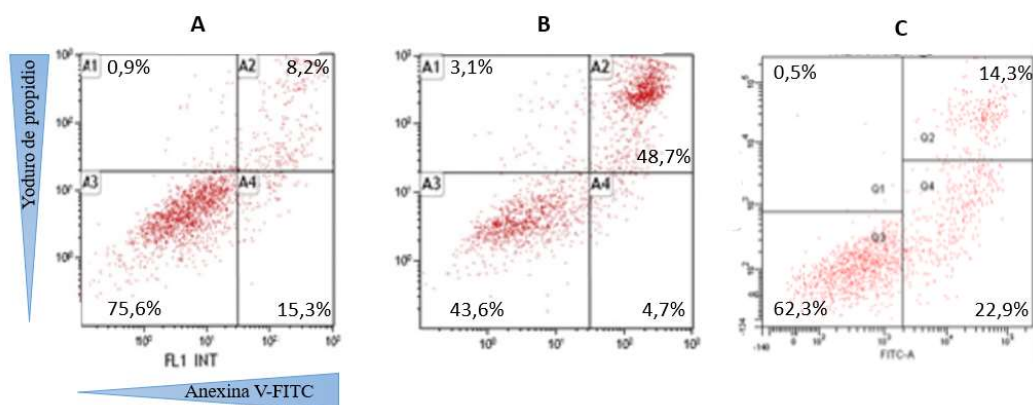 A
B
C
Yoduro de propidio
A1
0,9%
A2
8,2%
A3
A4
75,6%
15,3%
FL1 INT
Anexina V-FITC
A1
3,1%
A2
48,7%
A3
A4
43,6%
4,7%
0,5%
14,3%
Q2
Q1
Q4
Q3
62,3%
22,9%
FITC-A